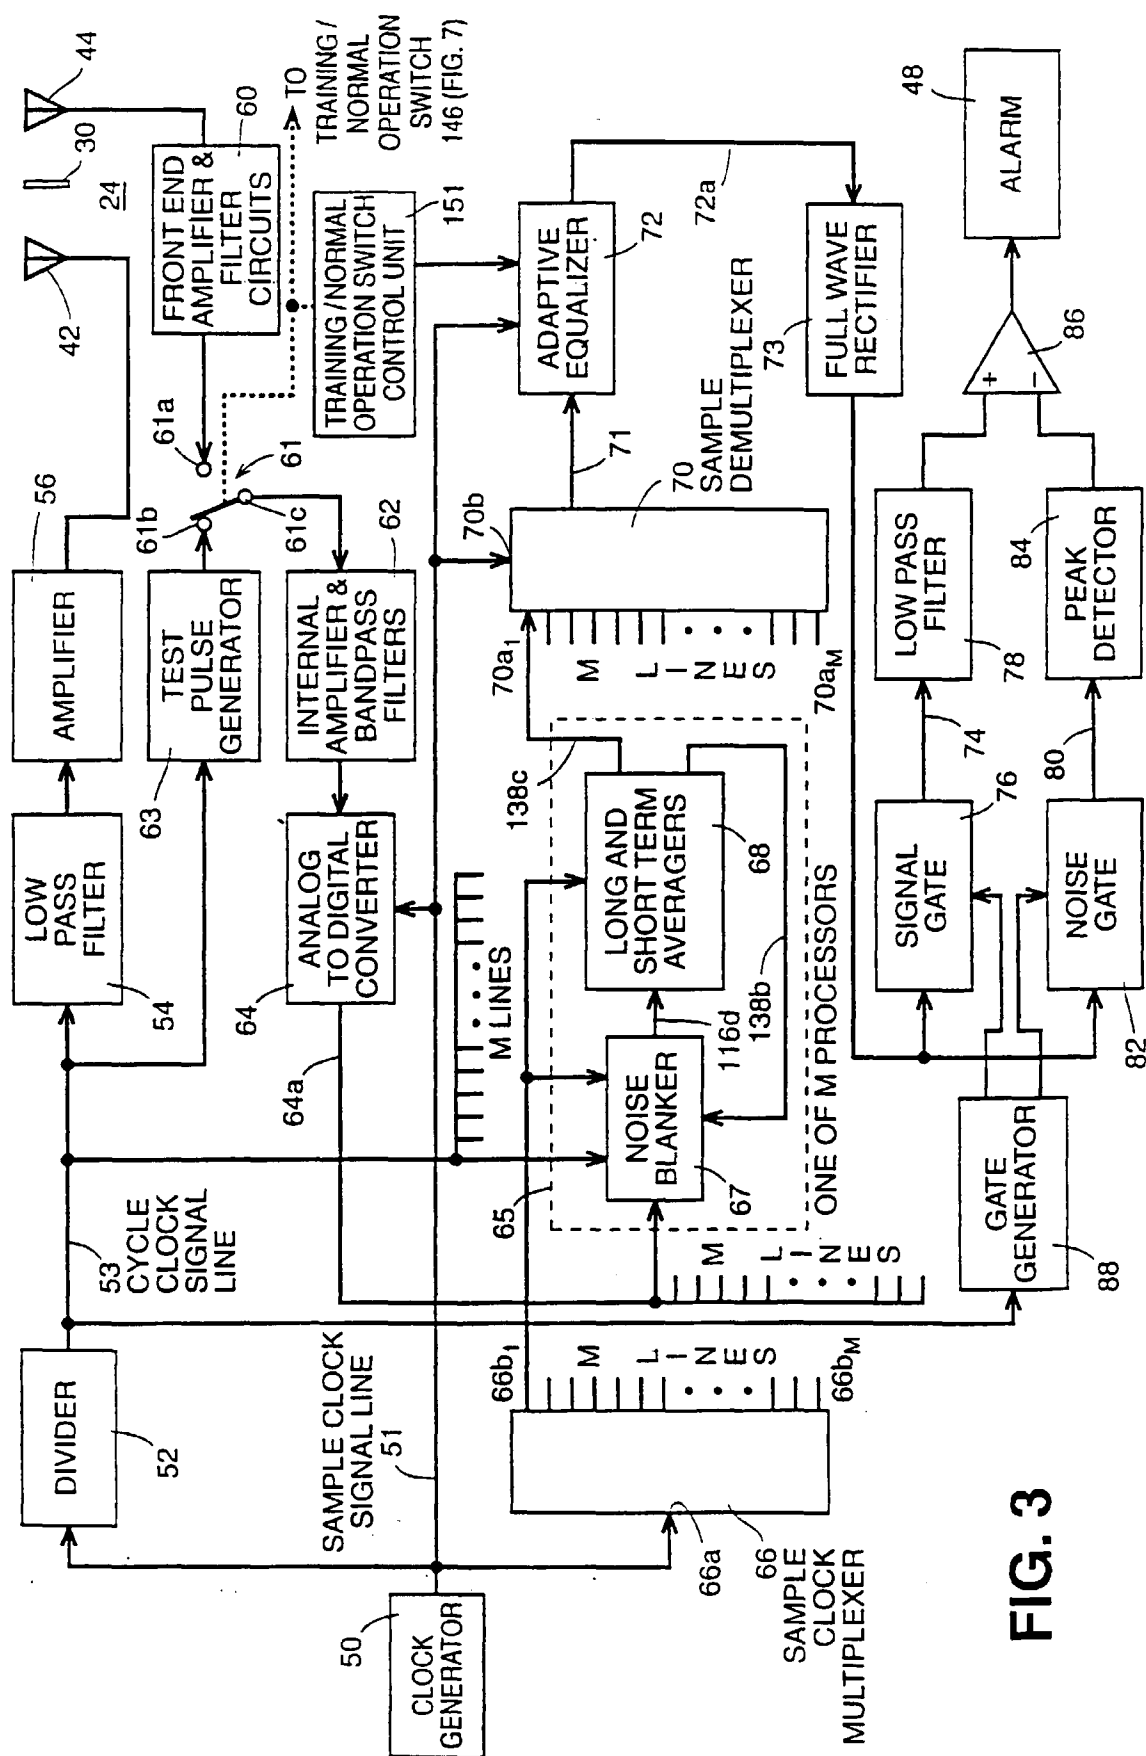 44
30
24
42
FRONT END
AMPLIFIER &
FILTER
CIRCUITS
60
TO
TRAINING /
NORMAL
OPERATION
SWITCH
146 (FIG. 7)
61a
61b
61
61c
TRAINING / NORMAL
OPERATION SWITCH
CONTROL UNIT
151
56
AMPLIFIER
TEST
PULSE
GENERATOR
63
INTERNAL
AMPLIFIER &
BANDPASS
FILTERS
62
LOW
PASS
FILTER
54
ANALOG
TO DIGITAL
CONVERTER
64
64a
M LINES
53
CYCLE
CLOCK
SIGNAL
LINE
DIVIDER
52
SAMPLE CLOCK
SIGNAL LINE
51
50
CLOCK
GENERATOR
66a
66
SAMPLE
CLOCK
MULTIPLEXER
66b1
M LINES
66bM
M LINES
65
NOISE
BLANKER
67
116d
138b
LONG AND
SHORT TERM
AVERAGERS
68
138c
ONE OF M PROCESSORS
70a1
M LINES
70aM
70b
70
SAMPLE
DEMULTIPLEXER
71
ADAPTIVE
EQUALIZER
72
72a
FULL WAVE
RECTIFIER
73
GATE
GENERATOR
88
SIGNAL
GATE
76
74
NOISE
GATE
82
80
LOW PASS
FILTER
78
PEAK
DETECTOR
84
+
−
86
ALARM
48
FIG. 3